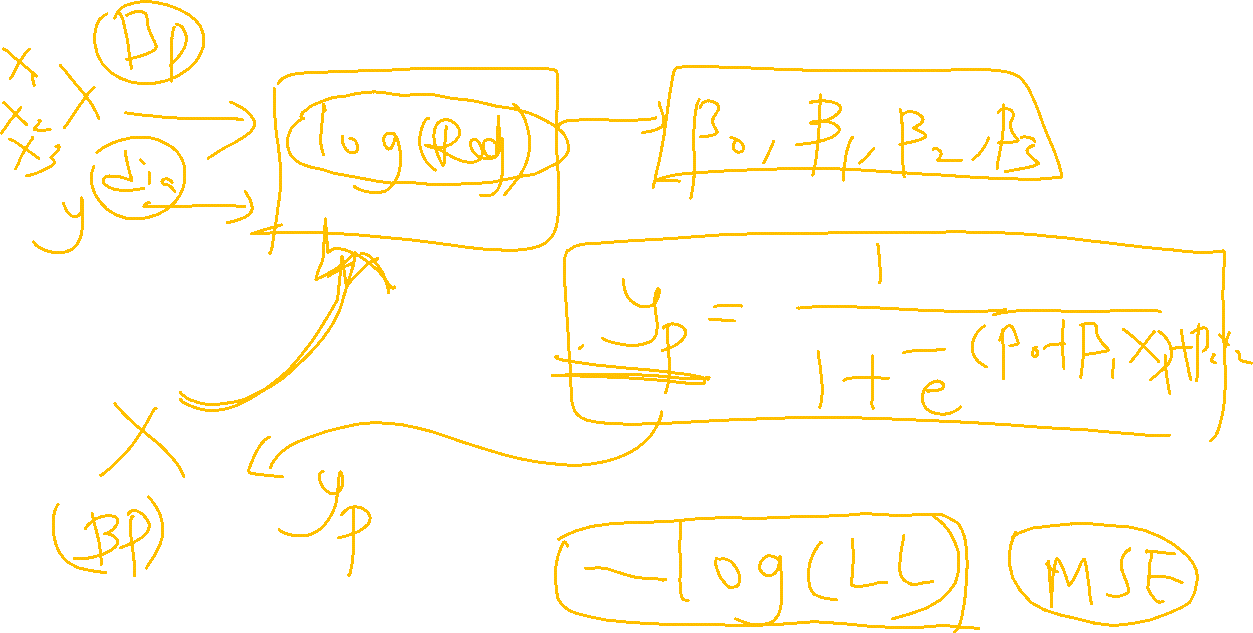 Bp
x₁
x₂ X
x₃
dia
y
log(Reg)
β₀, β₁, β₂, β₃
yₚ = 1 / 1 + e^-(β₀+β₁X₁)+β₂x₂
X
(BP)
yₚ
-log(LL)
MSE